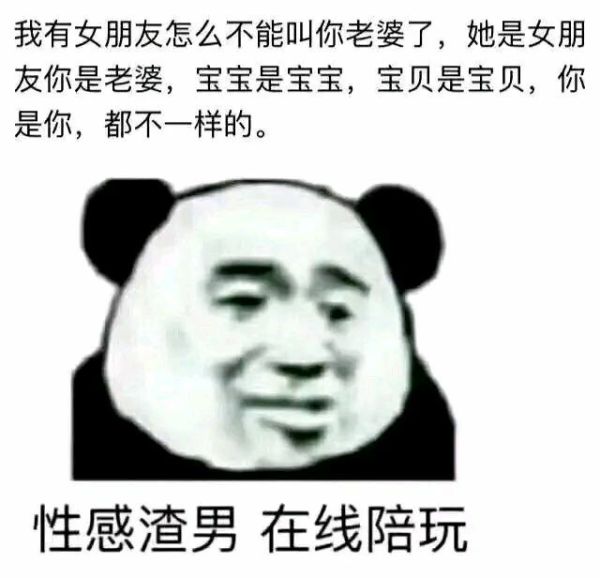 我有女朋友怎么不能叫你老婆了，她是女朋
友你是老婆，宝宝是宝宝，宝贝是宝贝，你
是你，都不一样的。
性感渣男 在线陪玩